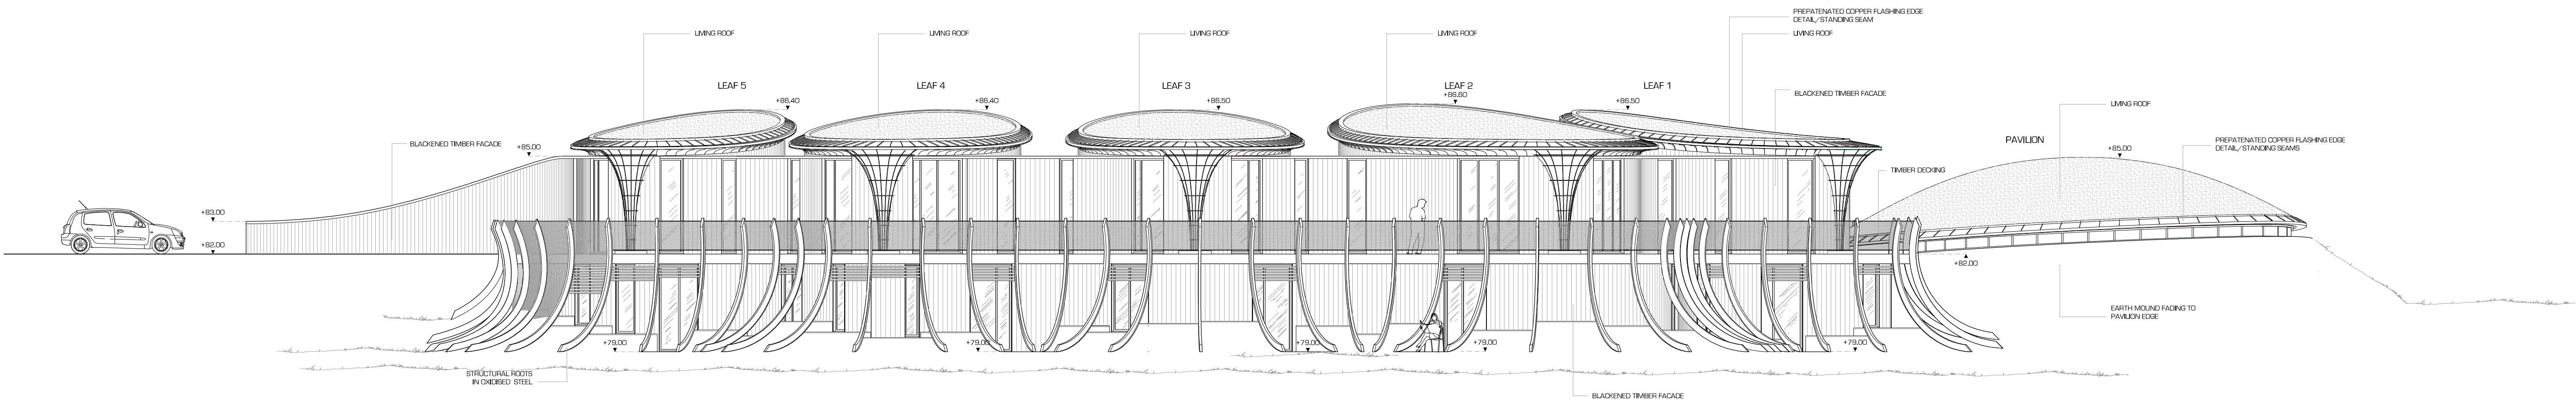 PREPATENATED COPPER FLASHING EDGE
DETAIL/STANDING SEAM
LIVING ROOF
LIVING ROOF
LIVING ROOF
LIVING ROOF
LIVING ROOF
LEAF 5
LEAF 4
LEAF 3
LEAF 2
LEAF 1
+86.40
+86.40
+86.50
+86.60
+86.50
BLACKENED TIMBER FACADE
LIVING ROOF
BLACKENED TIMBER FACADE
+85.00
PAVILION
PREPATENATED COPPER FLASHING EDGE
DETAIL/STANDING SEAMS
+85.00
TIMBER DECKING
+83.00
+82.00
+82.00
EARTH MOUND FADING TO
PAVILION EDGE
+79.00
+79.00
+79.00
+79.00
+79.00
STRUCTURAL ROOTS
IN OXIDISED STEEL
BLACKENED TIMBER FACADE